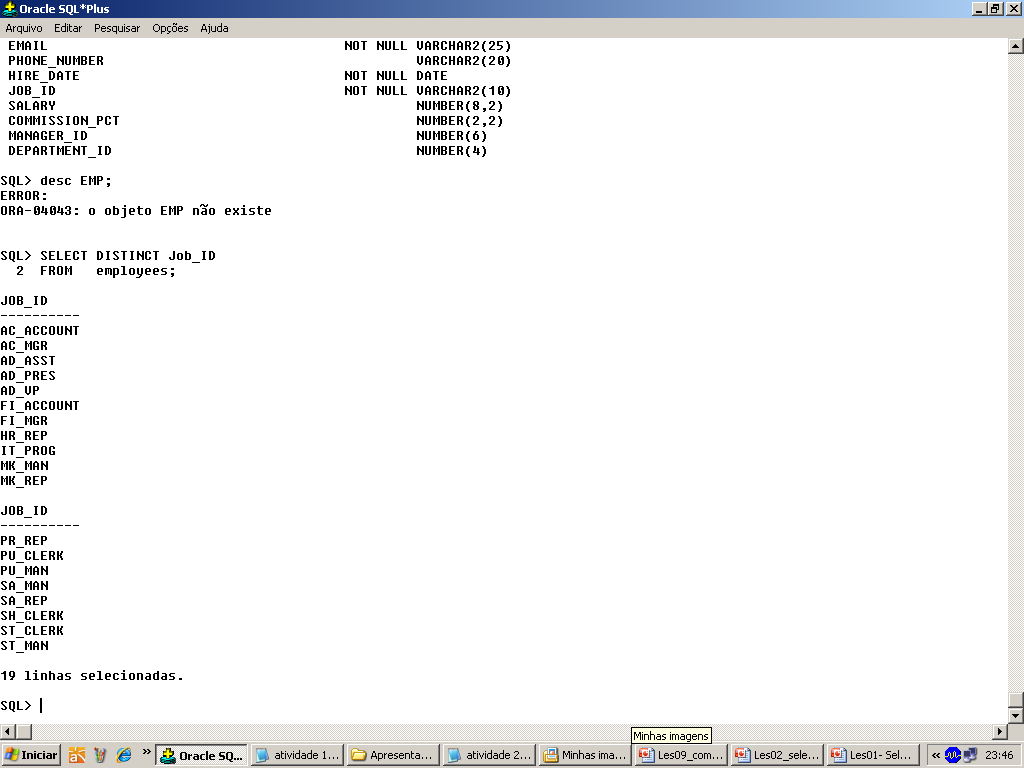 Oracle SQL*Plus
Arquivo Editar Pesquisar Opções Ajuda
EMAIL NOT NULL VARCHAR2(25)
PHONE_NUMBER VARCHAR2(20)
HIRE_DATE NOT NULL DATE
JOB_ID NOT NULL VARCHAR2(10)
SALARY NUMBER(8,2)
COMMISSION_PCT NUMBER(2,2)
MANAGER_ID NUMBER(6)
DEPARTMENT_ID NUMBER(4)
SQL> desc EMP;
ERROR:
ORA-04043: o objeto EMP não existe
SQL> SELECT DISTINCT Job_ID
2 FROM employees;
JOB_ID
----------
AC_ACCOUNT
AC_MGR
AD_ASST
AD_PRES
AD_VP
FI_ACCOUNT
FI_MGR
HR_REP
IT_PROG
MK_MAN
MK_REP
JOB_ID
----------
PR_REP
PU_CLERK
PU_MAN
SA_MAN
SA_REP
SH_CLERK
ST_CLERK
ST_MAN
19 linhas selecionadas.
SQL>
Minhas imagens
Iniciar » Oracle SQ... atividade 1... Apresenta... atividade 2... Minhas ima... Les09_com... Les02_sele... Les01- Sel... « 23:46